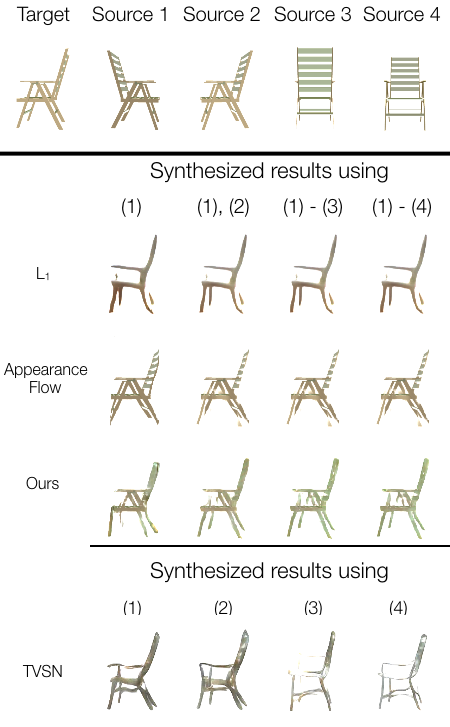 Target Source 1 Source 2 Source 3 Source 4
Synthesized results using
(1) (1), (2) (1) - (3) (1) - (4)
L₁
Appearance
Flow
Ours
Synthesized results using
(1) (2) (3) (4)
TVSN